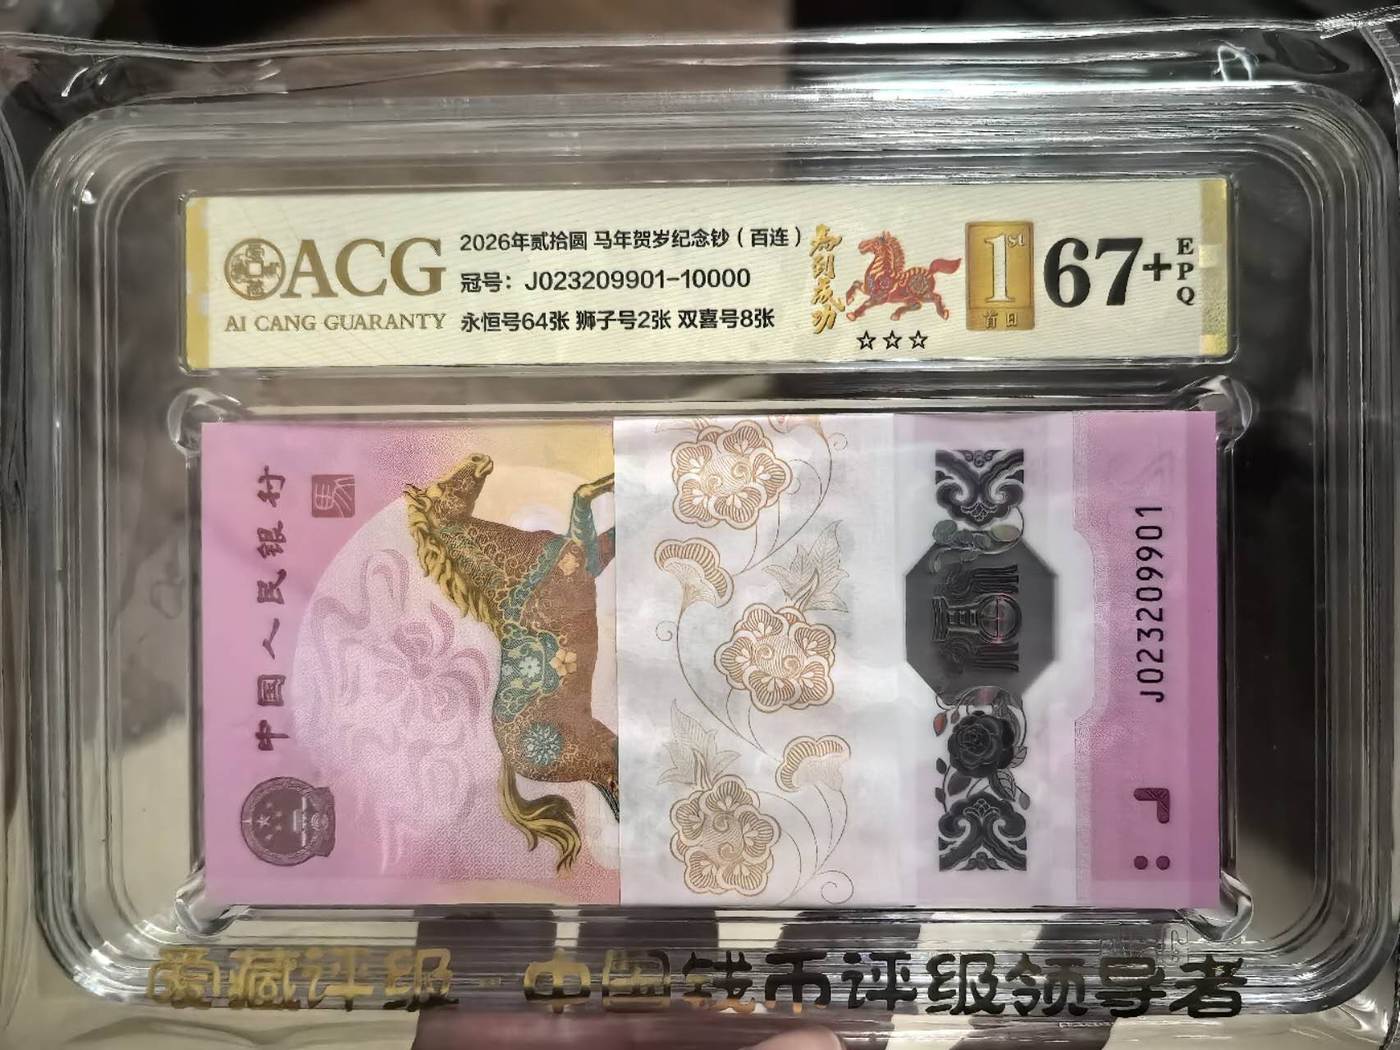 ACG
AI CANG GUARANTY
2026年贰拾圆 马年贺岁纪念钞（百连）
冠号：J023209901-10000
永恒号64张 狮子号2张 双喜号8张
马到成功
☆☆☆
1st
首日
67+
EPQ
中国人民银行
J023209901
爱藏评级-中国钱币评级领导者